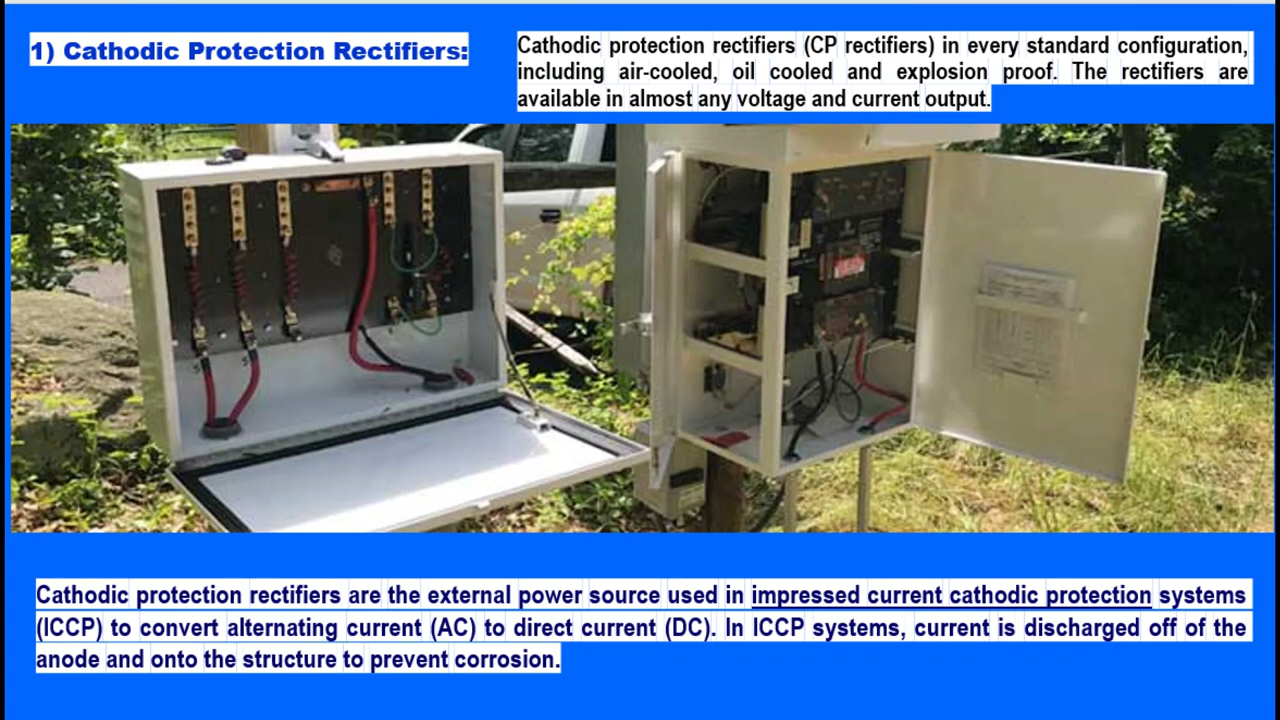 1) Cathodic Protection Rectifiers:
Cathodic protection rectifiers (CP rectifiers) in every standard configuration,
including air-cooled, oil cooled and explosion proof. The rectifiers are
available in almost any voltage and current output.
Cathodic protection rectifiers are the external power source used in impressed current cathodic protection systems
(ICCP) to convert alternating current (AC) to direct current (DC). In ICCP systems, current is discharged off of the
anode and onto the structure to prevent corrosion.